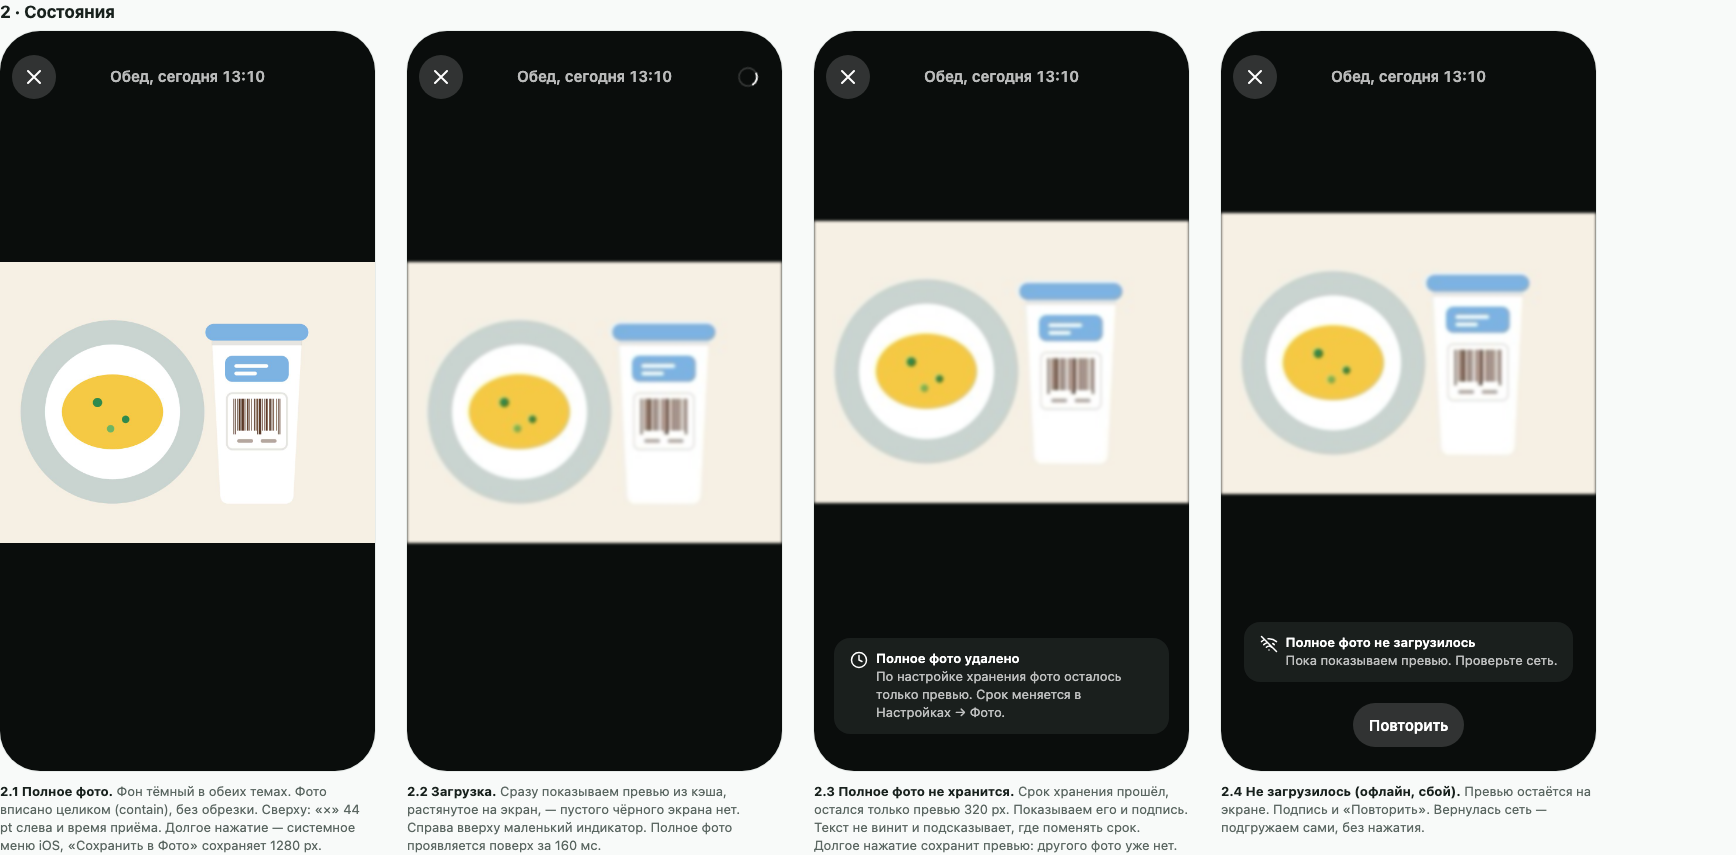 2 · Состояния
Обед, сегодня 13:10
Обед, сегодня 13:10
Обед, сегодня 13:10
Обед, сегодня 13:10
Полное фото удалено
По настройке хранения фото осталось
только превью. Срок меняется в
Настройках → Фото.
Полное фото не загрузилось
Пока показываем превью. Проверьте сеть.
Повторить
2.1 Полное фото. Фон тёмный в обеих темах. Фото
вписано целиком (contain), без обрезки. Сверху: «×» 44
pt слева и время приёма. Долгое нажатие — системное
меню iOS, «Сохранить в Фото» сохраняет 1280 px.
2.2 Загрузка. Сразу показываем превью из кэша,
растянутое на экран, — пустого чёрного экрана нет.
Справа вверху маленький индикатор. Полное фото
проявляется поверх за 160 мс.
2.3 Полное фото не хранится. Срок хранения прошёл,
остался только превью 320 px. Показываем его и подпись.
Текст не винит и подсказывает, где поменять срок.
Долгое нажатие сохранит превью: другого фото уже нет.
2.4 Не загрузилось (офлайн, сбой). Превью остаётся на
экране. Подпись и «Повторить». Вернулась сеть —
подгружаем сами, без нажатия.